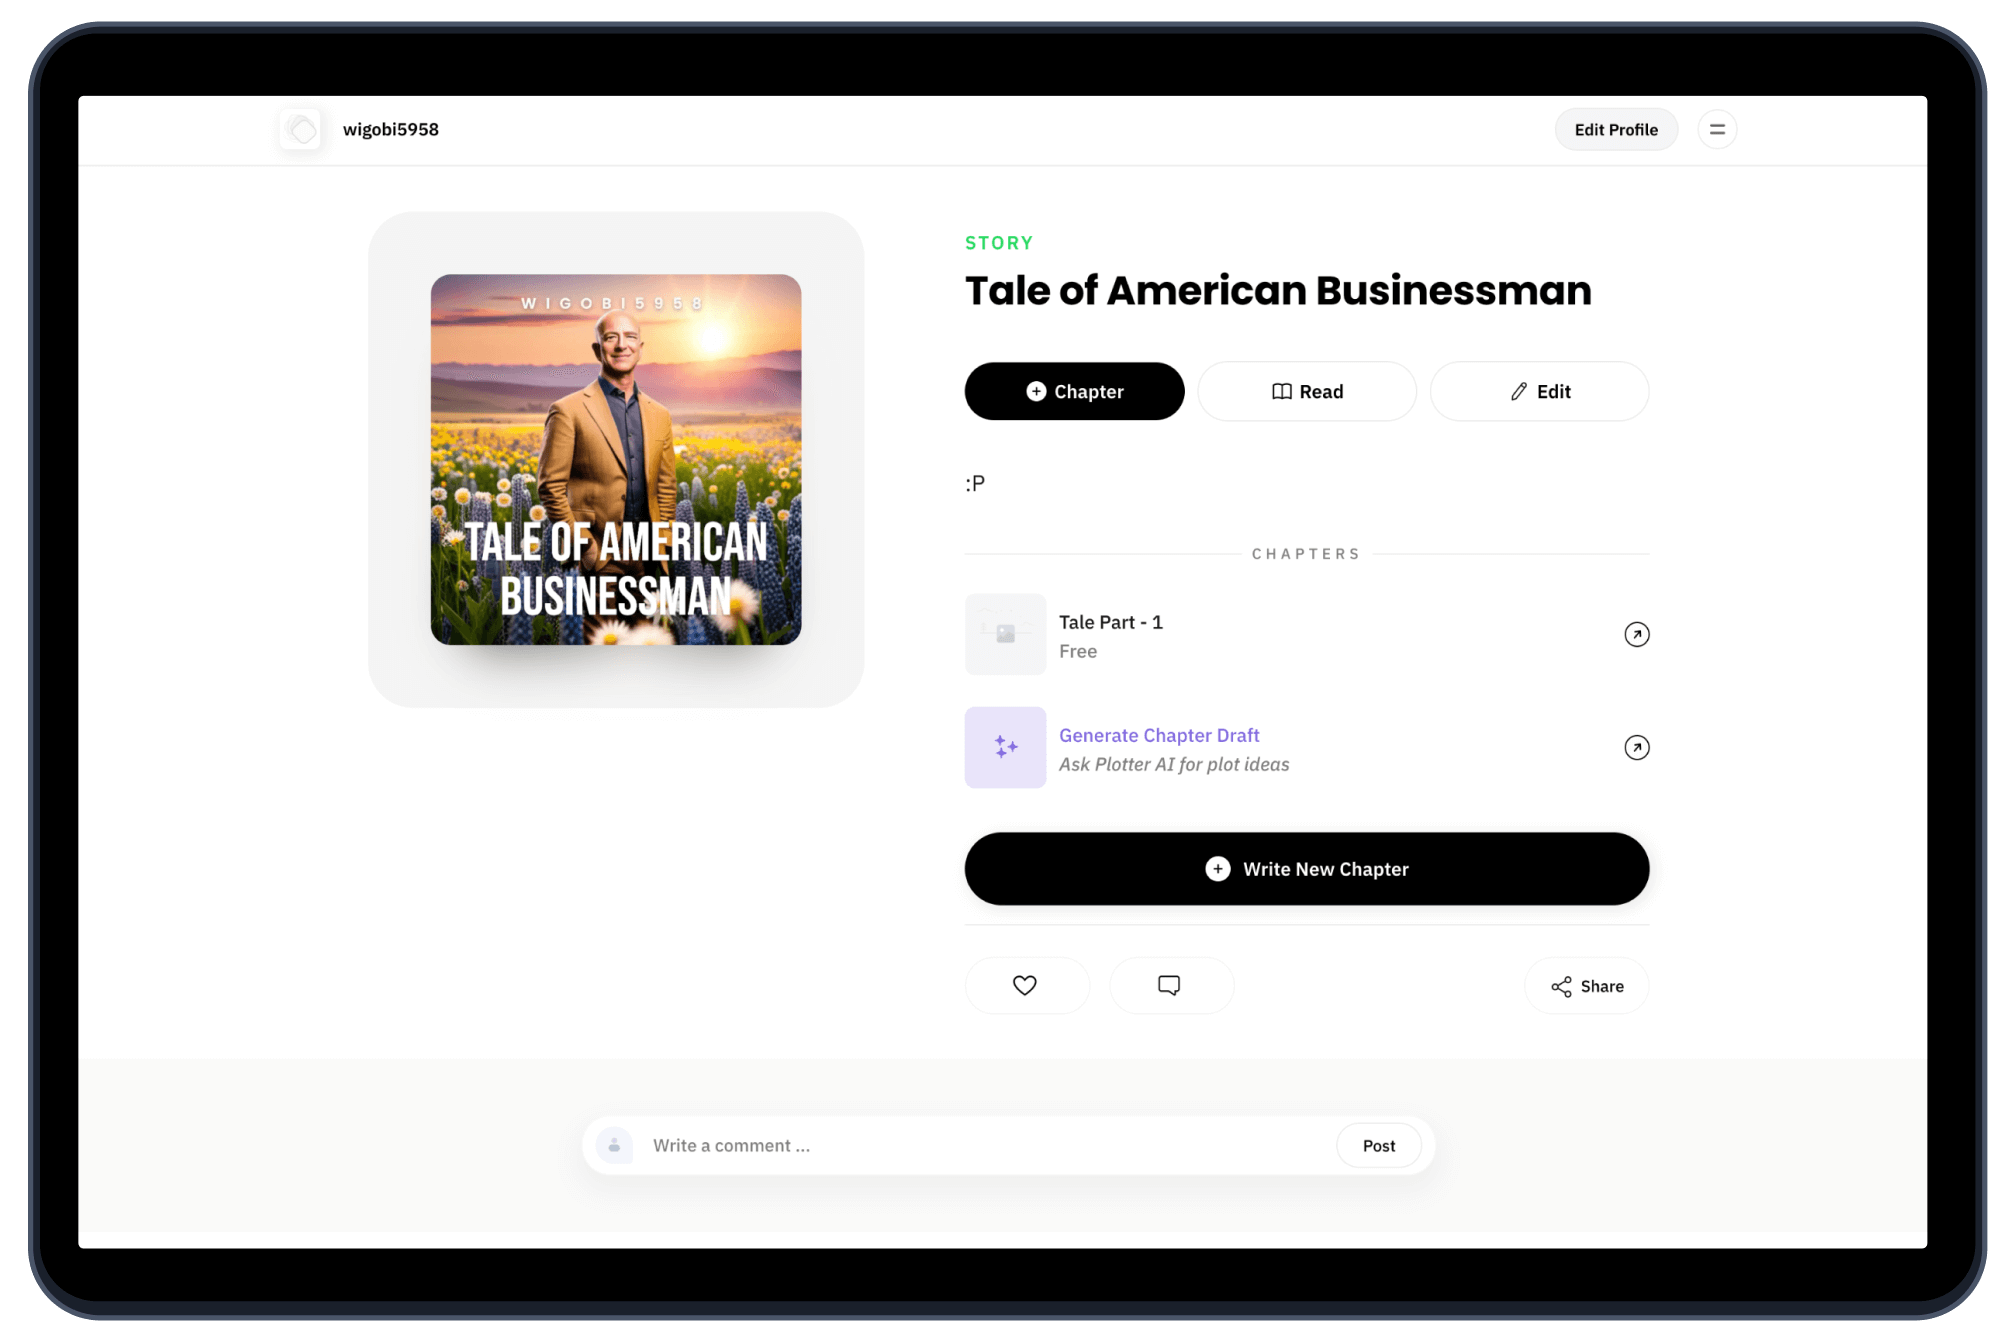 wigobi5958
Edit Profile
WIGOBI5958
TALE OF AMERICAN
BUSINESSMAN
STORY
Tale of American Businessman
Chapter
Read
Edit
:P
CHAPTERS
Tale Part - 1
Free
Generate Chapter Draft
Ask Plotter AI for plot ideas
Write New Chapter
Share
Write a comment ...
Post